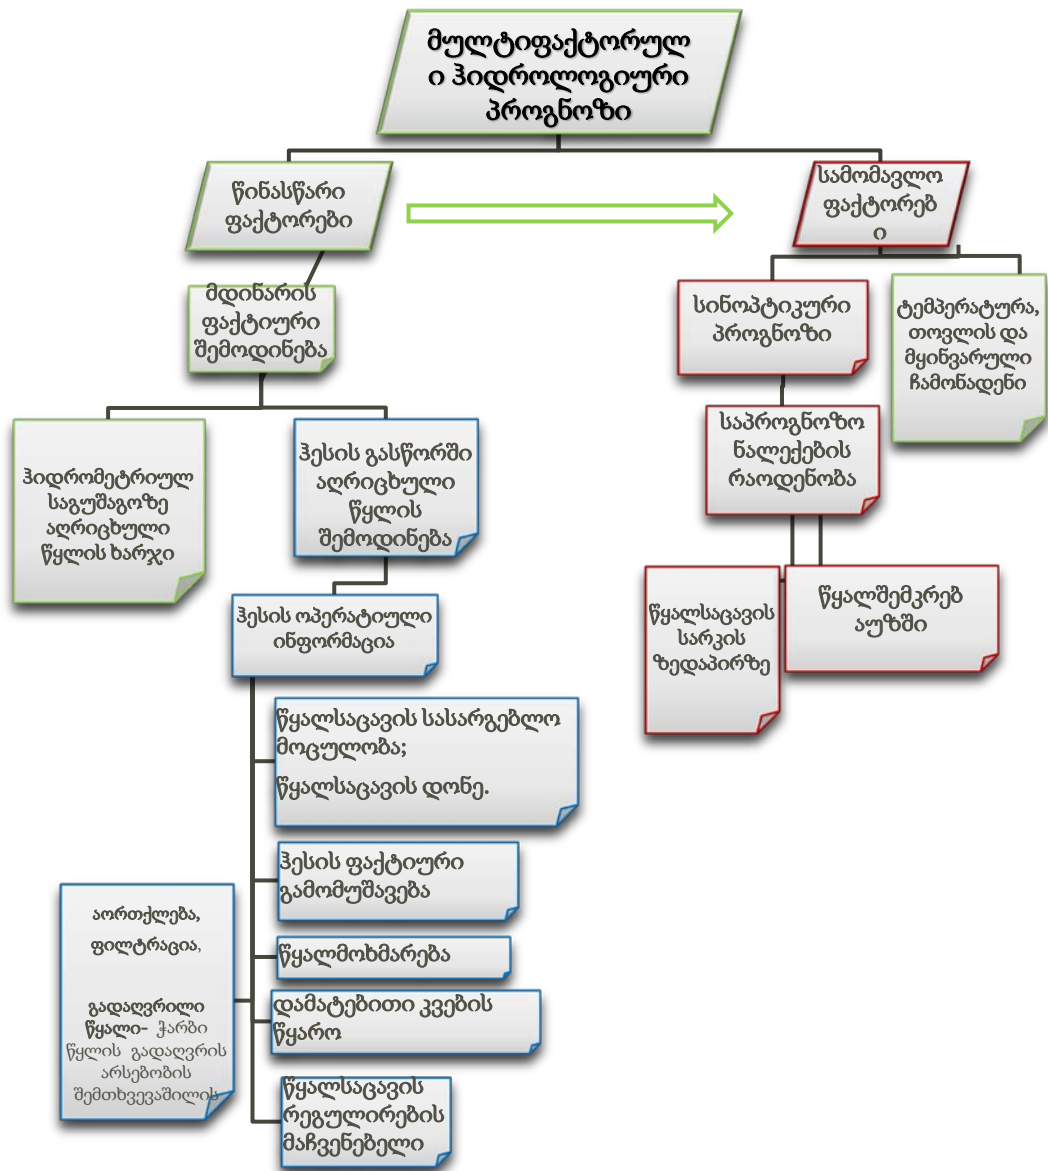 მულტიფაქტორულ
ი ჰიდროლოგიური
პროგნოზი
წინასწარი
ფაქტორები
სამომავლო
ფაქტორებ
ი
მდინარის
ფაქტიური
შემოდინება
სინოპტიკური
პროგნოზი
ტემპერატურა,
თოვლის და
მყინვარული
ჩამონადენი
ჰიდრომეტრიულ
საგუშაგოზე
აღრიცხული
წყლის ხარჯი
ჰესის გასწორში
აღრიცხული
წყლის
შემოდინება
საპროგნოზო
ნალექების
რაოდენობა
ჰესის ოპერატიული
ინფორმაცია
წყალსაცავის
სარკის
ზედაპირზე
წყალშემკრებ
აუზში
წყალსაცავის სასარგებლო
მოცულობა;
წყალსაცავის დონე.
ჰესის ფაქტიური
გამომუშავება
აორთქლება,
ფილტრაცია,
გადაღვრილი
წყალი- ჭარბი
წყლის გადაღვრის
არსებობის
შემთხვევაშილის
წყალმოხმარება
დამატებითი კვების
წყარო
წყალსაცავის
რეგულირების
მაჩვენებელი